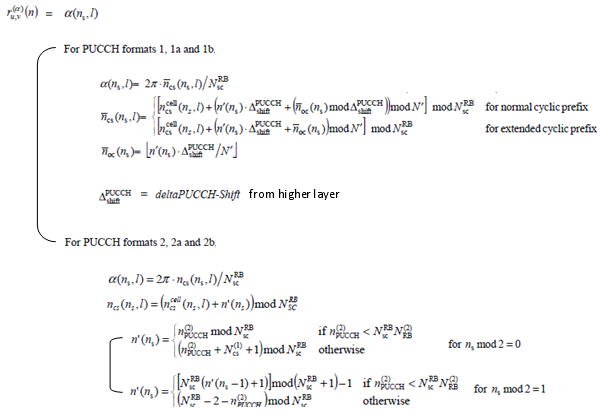 r_{u,v}^{(α)}(n) = α(n_s, l)
For PUCCH formats 1, 1a and 1b,
α(n_s, l) = 2π · n̄_cs(n_s, l)/N_sc^RB
n̄_cs(n_s, l) = { [n_cs^cell(n_s, l) + (n'(n_s) · Δ_shift^PUCCH + (n̄_oc(n_s) mod Δ_shift^PUCCH)) mod N'] mod N_sc^RB for normal cyclic prefix
[n_cs^cell(n_s, l) + (n'(n_s) · Δ_shift^PUCCH + n̄_oc(n_s)) mod N'] mod N_sc^RB for extended cyclic prefix
n̄_oc(n_s) = ⌊n'(n_s) · Δ_shift^PUCCH / N'⌋
Δ_shift^PUCCH = deltaPUCCH-Shift from higher layer
For PUCCH formats 2, 2a and 2b,
α(n_s, l) = 2π · n_cs(n_s, l)/N_sc^RB
n_cs(n_s, l) = (n_cs^cell(n_s, l) + n'(n_s)) mod N_SC^RB
n'(n_s) = { n_PUCCH^(2) mod N_sc^RB if n_PUCCH^(2) < N_sc^RB N_RB^(2)
(n_PUCCH^(2) + N_cs^(1) + 1) mod N_sc^RB otherwise
for n_s mod 2 = 0
n'(n_s) = { [N_sc^RB (n'(n_s − 1) + 1)] mod (N_sc^RB + 1) − 1 if n_PUCCH^(2) < N_sc^RB N_RB^(2)
(N_sc^RB − 2 − n_PUCCH^(2)) mod N_sc^RB otherwise
for n_s mod 2 = 1